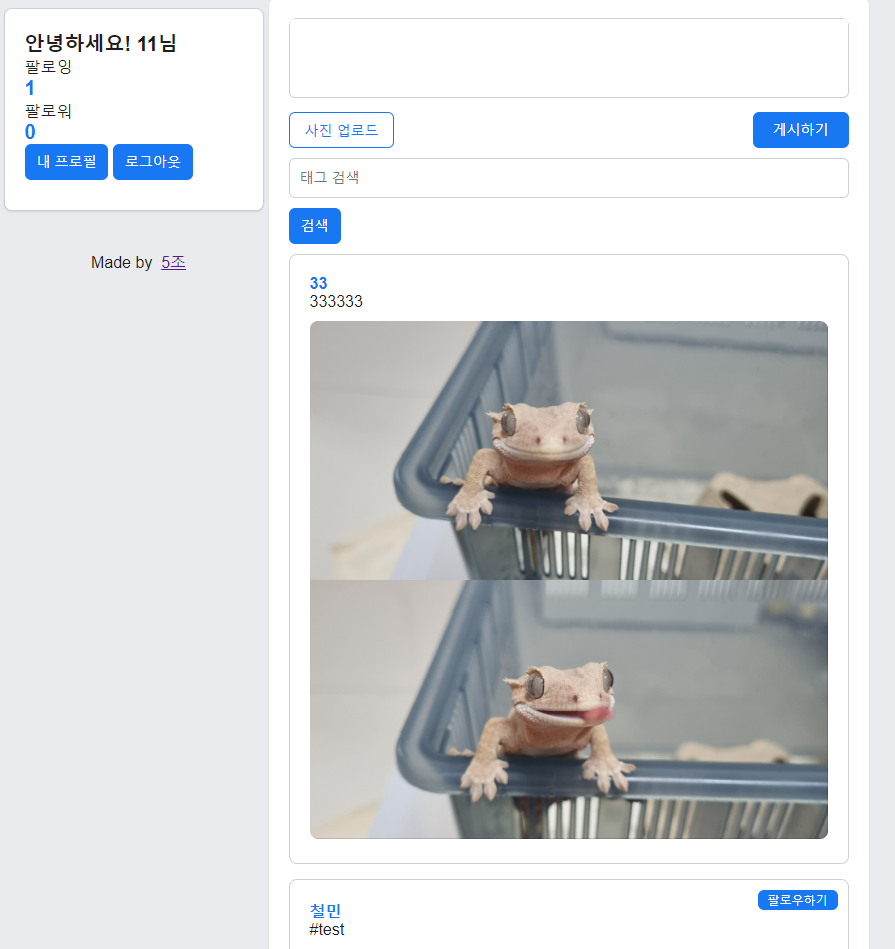 안녕하세요! 11님
팔로잉
1
팔로워
0
내 프로필 로그아웃
Made by 5조
사진 업로드 게시하기
태그 검색
검색
33
333333
팔로우하기
철민
#test